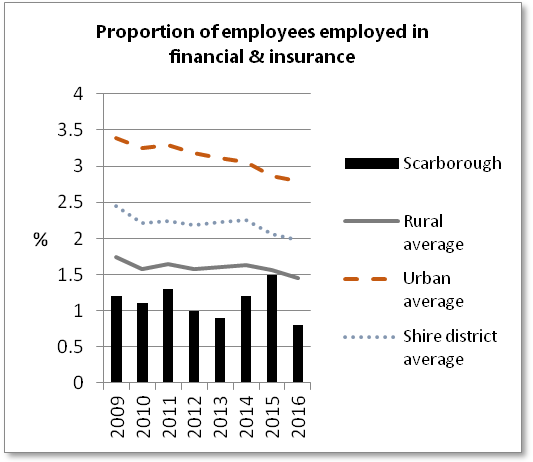 Proportion of employees employed in
financial & insurance
4
3.5
3
2.5
2
1.5
1
0.5
0
%
2009
2010
2011
2012
2013
2014
2015
2016
Scarborough
Rural
average
Urban
average
Shire district
average